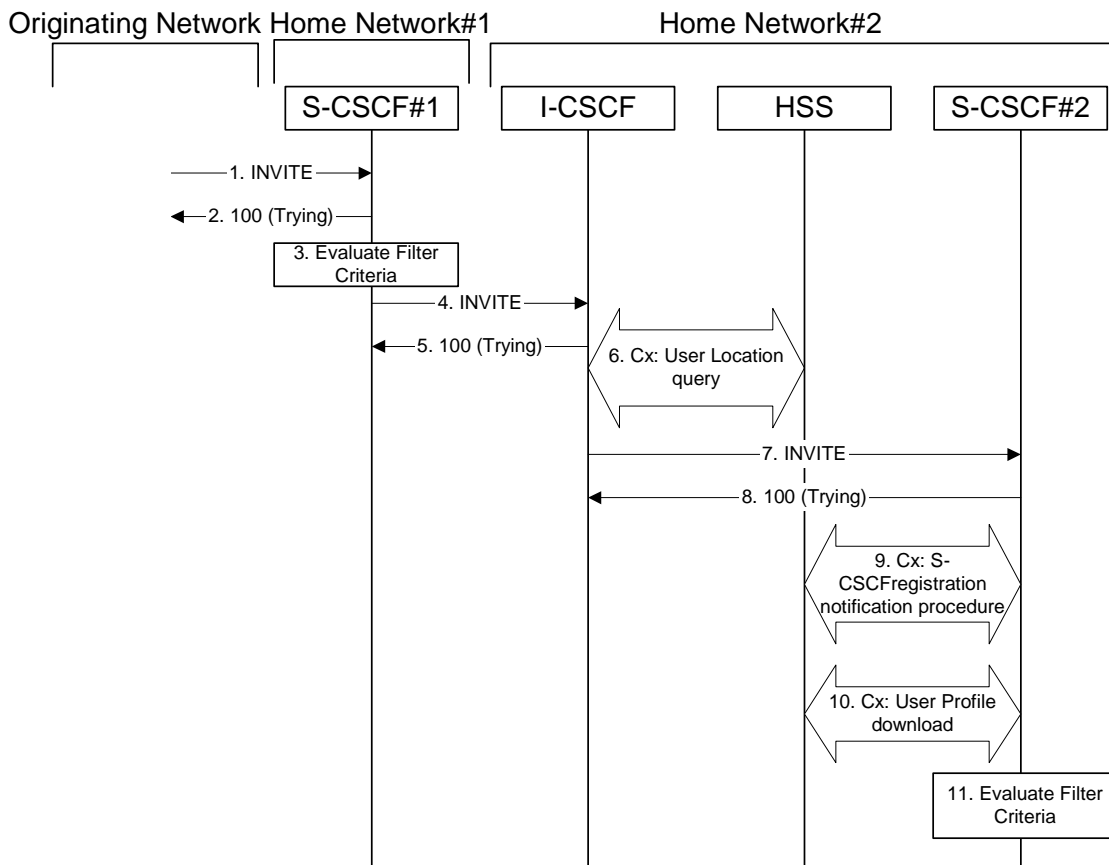 Originating Network Home Network#1 Home Network#2
S-CSCF#1 I-CSCF HSS S-CSCF#2
1. INVITE
2. 100 (Trying)
3. Evaluate Filter
Criteria
4. INVITE
5. 100 (Trying)
6. Cx: User Location
query
7. INVITE
8. 100 (Trying)
9. Cx: S-
CSCFregistration
notification procedure
10. Cx: User Profile
download
11. Evaluate Filter
Criteria